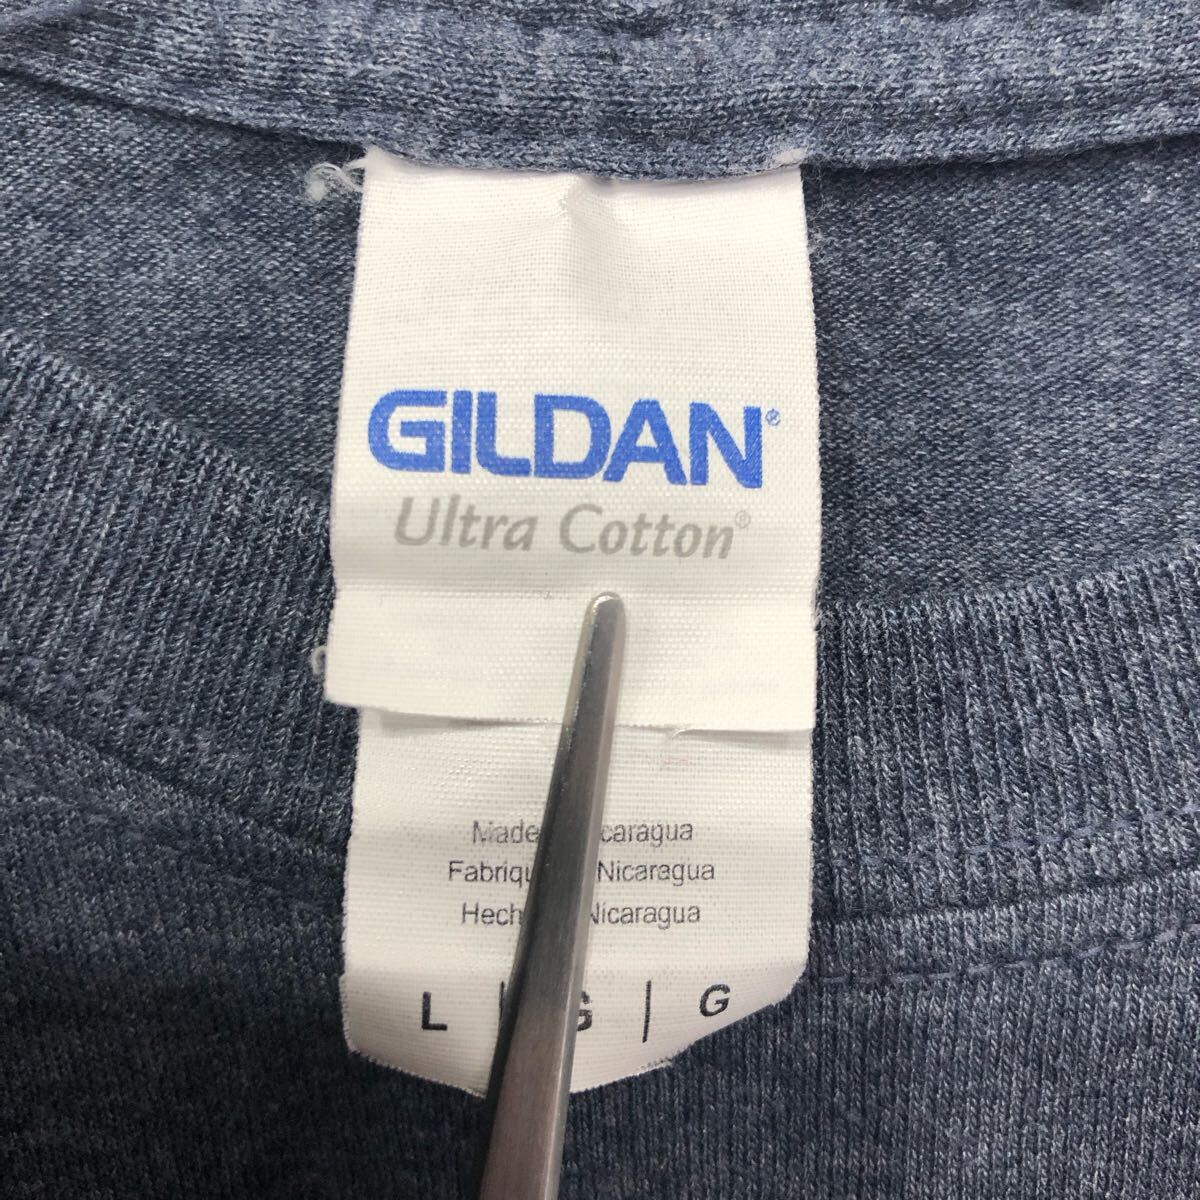 GILDAN®
Ultra Cotton®
Made Nicaragua
Fabriqu Nicaragua
Hech Nicaragua
L | G | G